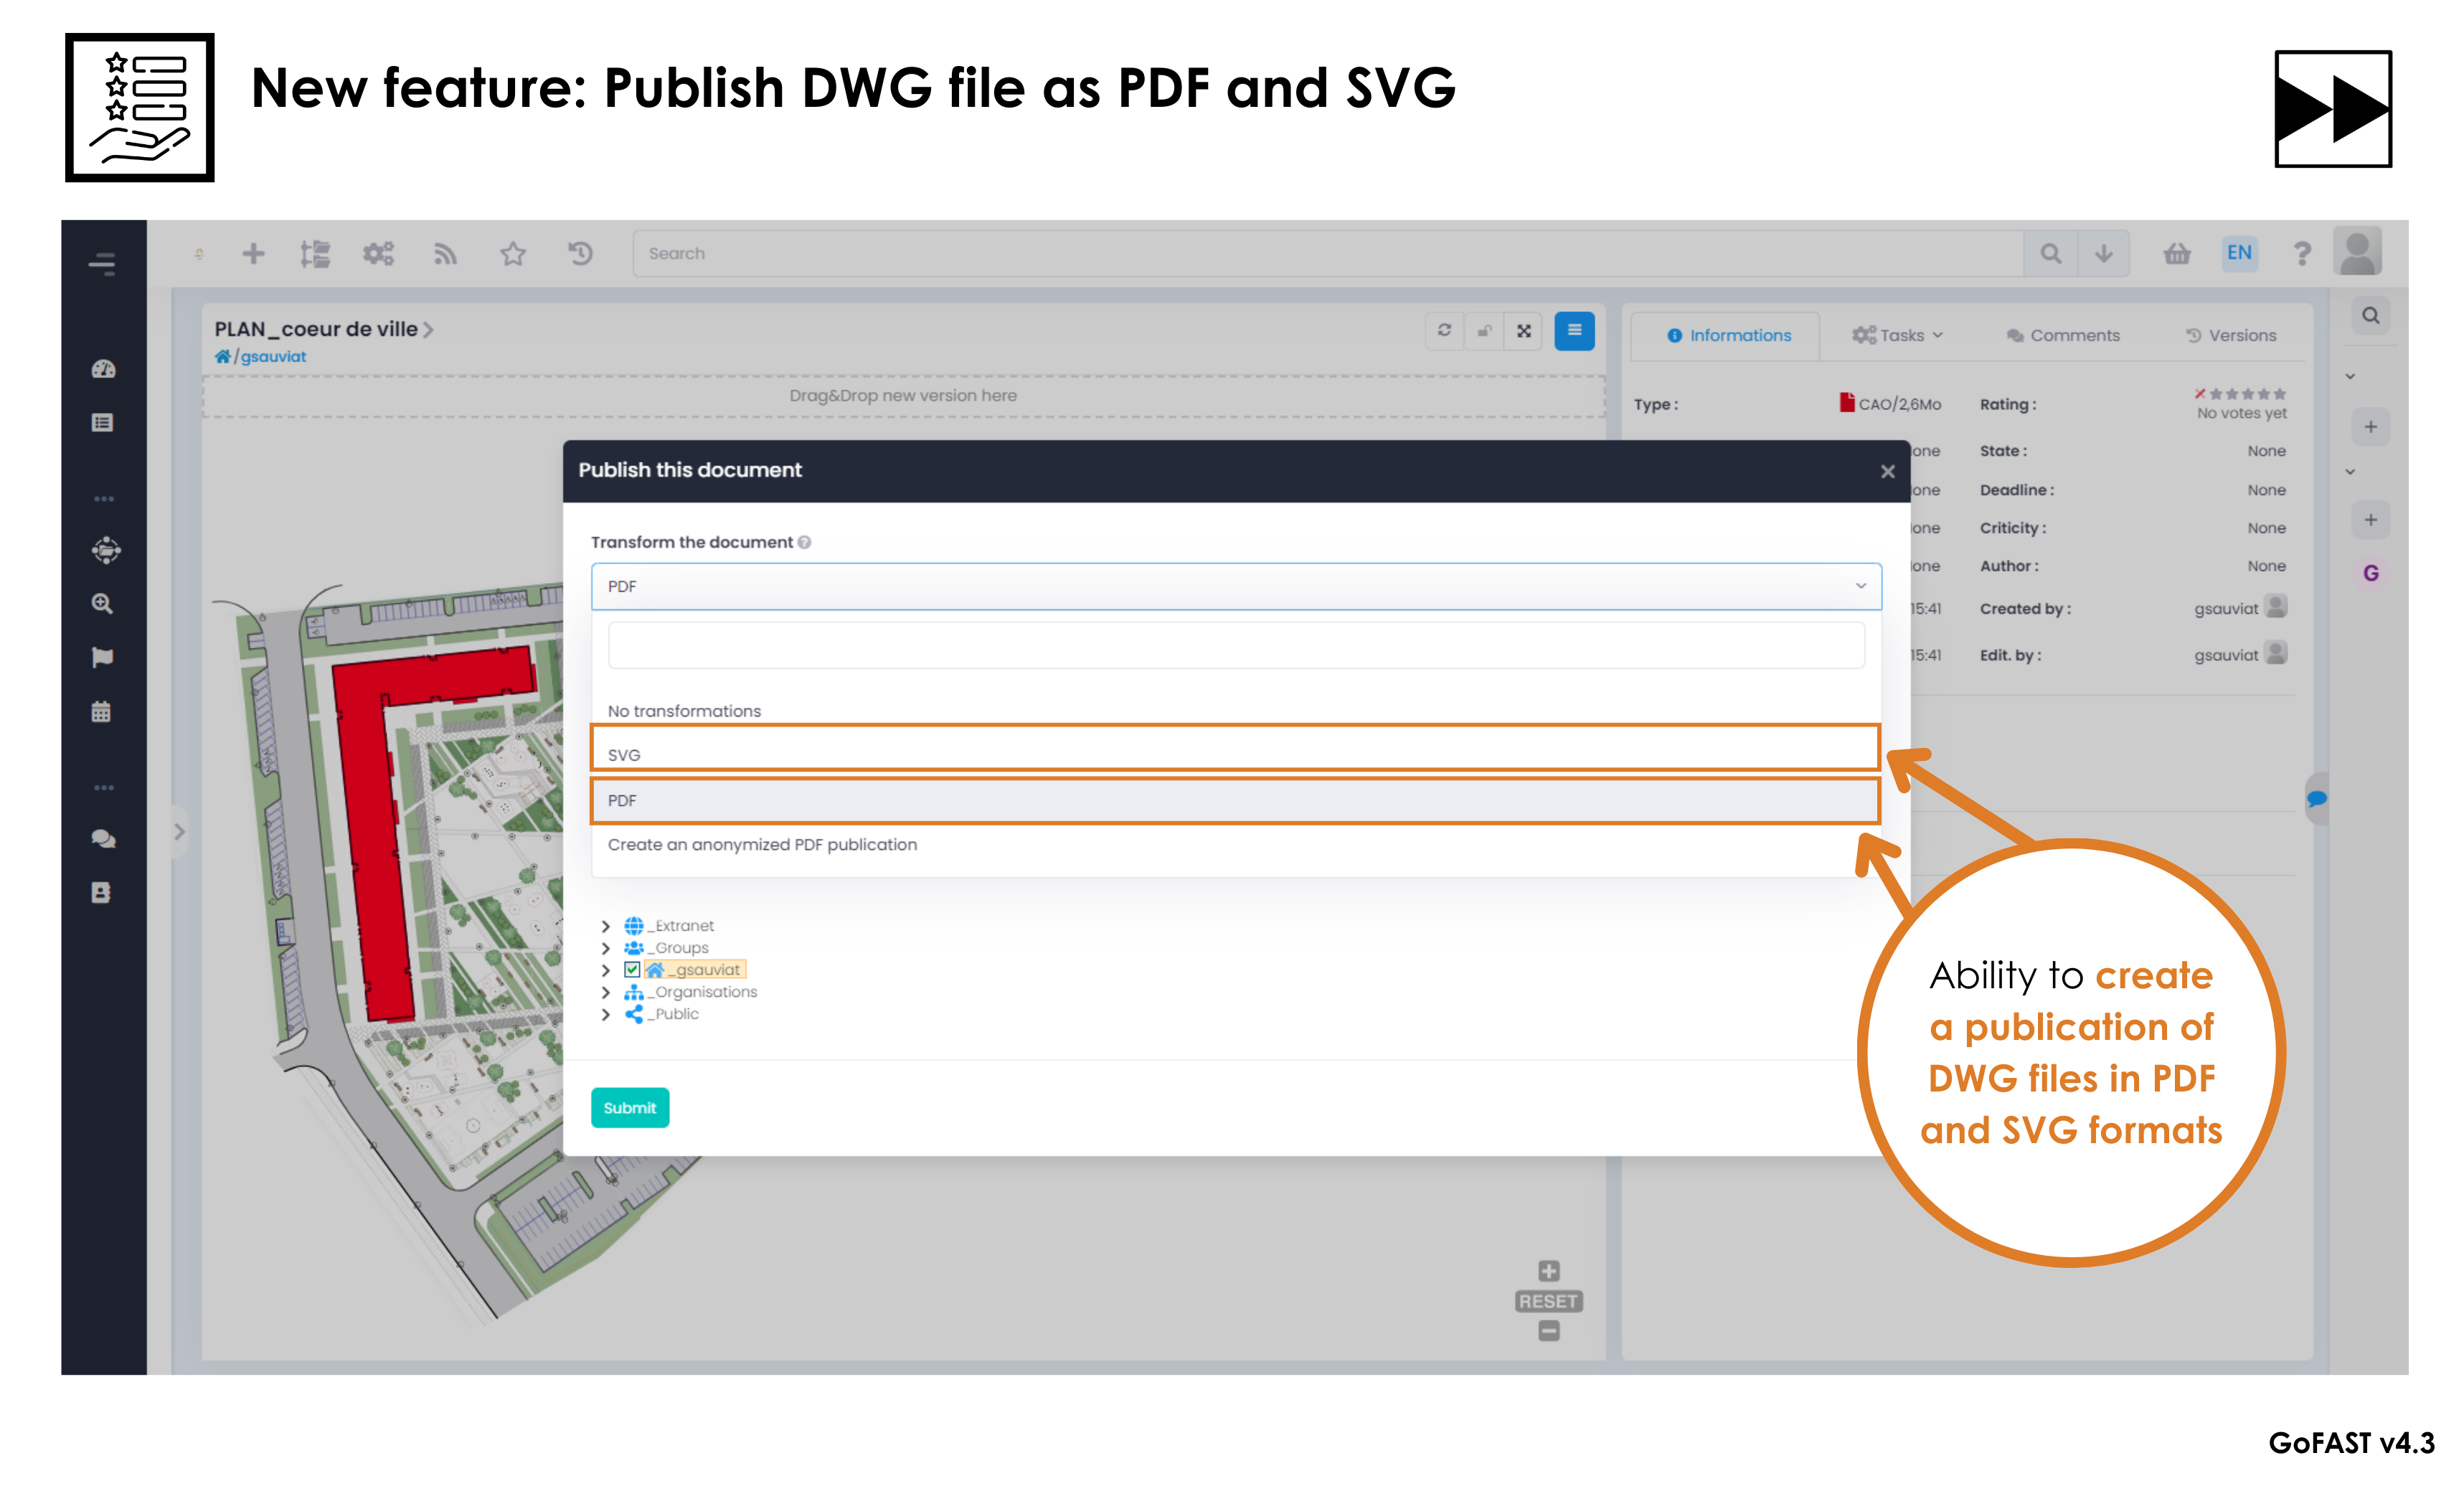 New feature: Publish DWG file as PDF and SVG
Search
EN
?
PLAN_coeur de ville
/gsauviat
Drag&Drop new version here
Informations
Tasks
Comments
Versions
Type :
CAO/2,6Mo
Rating :
No votes yet
State :
None
Deadline :
None
Criticity :
None
Author :
None
15:41
Created by :
gsauviat
15:41
Edit. by :
gsauviat
G
Publish this document
Transform the document
PDF
No transformations
SVG
PDF
Create an anonymized PDF publication
_Extranet
_Groups
_gsauviat
_Organisations
_Public
Submit
RESET
Ability to create
a publication of
DWG files in PDF
and SVG formats
GoFAST v4.3